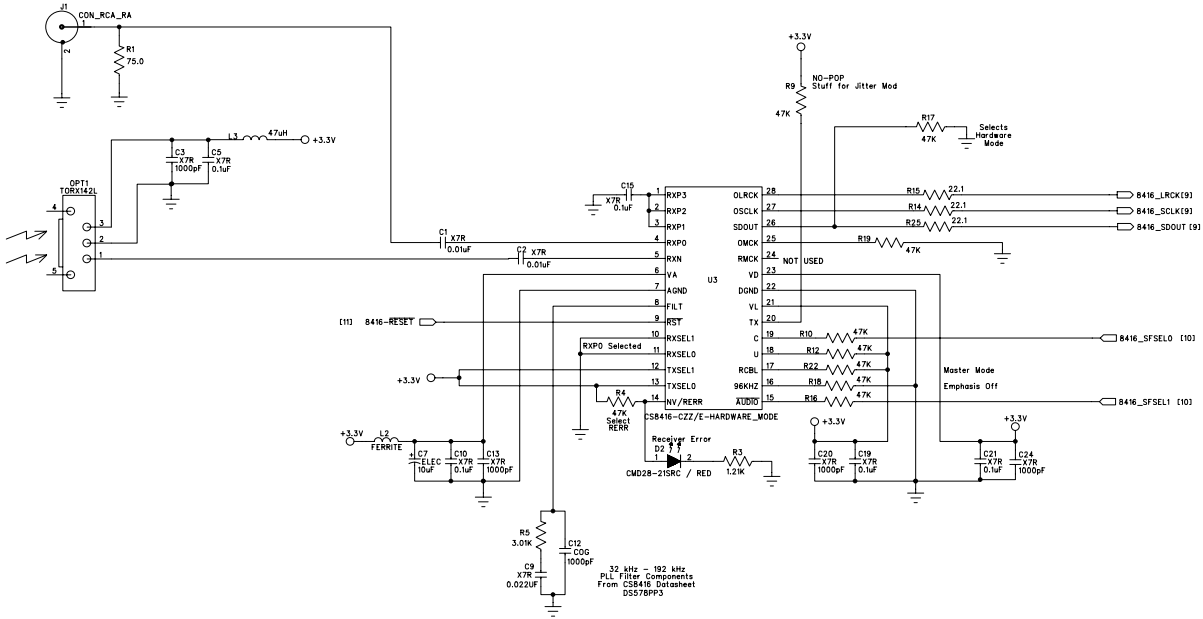 J1
CON_RCA_RA
1
2
R1
75.0
L3 47uH
+3.3V
C3
X7R
1000pF
C5
X7R
0.1uF
OPT1
TORX142L
4
3
2
1
5
C1 X7R
0.01uF
C2 X7R
0.01uF
C15
X7R
0.1uF
+3.3V
NO-POP
Stuff for Jitter Mod
R9
47K
R17
47K
Selects
Hardware
Mode
U3
1 RXP3
2 RXP2
3 RXP1
4 RXP0
5 RXN
6 VA
7 AGND
8 FILT
9 RST
10 RXSEL1
11 RXSEL0
12 TXSEL1
13 TXSEL0
14 NV/RERR
OLRCK 28
OSCLK 27
SDOUT 26
OMCK 25
RMCK 24
VD 23
DGND 22
VL 21
TX 20
C 19
U 18
RCBL 17
96KHZ 16
AUDIO 15
CS8416-CZZ/E-HARDWARE_MODE
R15 22.1
8416_LRCK[9]
R14 22.1
8416_SCLK[9]
R25 22.1
8416_SDOUT [9]
R19
47K
NOT USED
[11] 8416-RESET
RXP0 Selected
+3.3V
R4
47K
Select
RERR
R10 47K
8416_SFSEL0 [10]
R12 47K
R22 47K
Master Mode
R18 47K
Emphasis Off
R16 47K
8416_SFSEL1 [10]
+3.3V
L2
FERRITE
+
C7
ELEC
10uF
C10
X7R
0.1uF
C13
X7R
1000pF
Receiver Error
D2
1
2
CMD28-21SRC / RED
R3
1.21K
+3.3V
C20
X7R
1000pF
C19
X7R
0.1uF
+3.3V
C21
X7R
0.1uF
C24
X7R
1000pF
R5
3.01K
C9
X7R
0.022UF
C12
COG
1000pF
32 kHz - 192 kHz
PLL Filter Components
From CS8416 Datasheet
DS578PP3